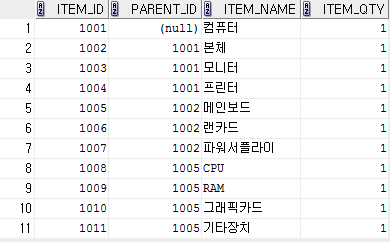 ITEM_ID PARENT_ID ITEM_NAME ITEM_QTY
1 1001 (null) 컴퓨터 1
2 1002 1001 본체 1
3 1003 1001 모니터 1
4 1004 1001 프린터 1
5 1005 1002 메인보드 1
6 1006 1002 랜카드 1
7 1007 1002 파워서플라이 1
8 1008 1005 CPU 1
9 1009 1005 RAM 1
10 1010 1005 그래픽카드 1
11 1011 1005 기타장치 1